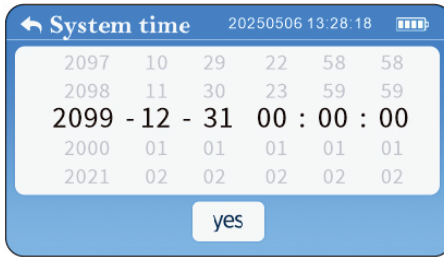 System time 20250506 13:28:18
2097 10 29 22 58 58
2098 11 30 23 59 59
2099 - 12 - 31 00 : 00 : 00
2000 01 01 01 01 01
2021 02 02 02 02 02
yes